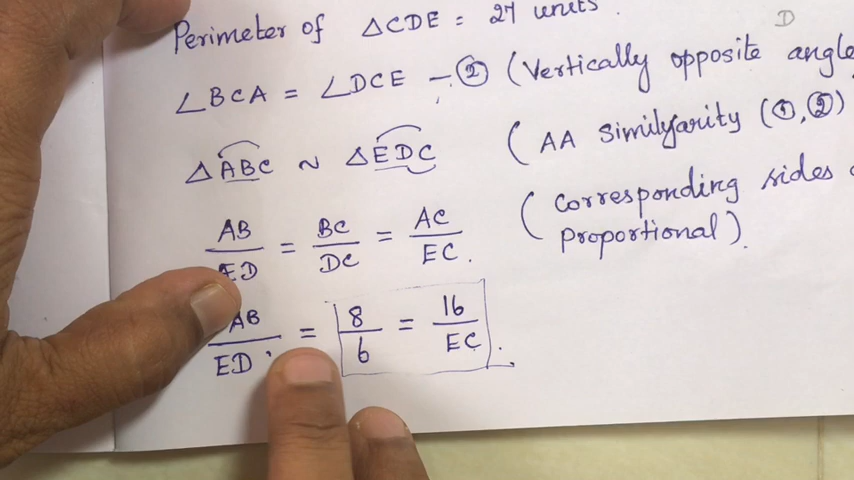 D
Perimeter of △CDE = 27 units.
∠BCA = ∠DCE — ② (Vertically opposite angle
△ABC ~ △EDC (AA Similyarity (①,②)
AB/ED = BC/DC = AC/EC. (Corresponding sides
Proportional).
AB/ED = 8/6 = 16/EC.